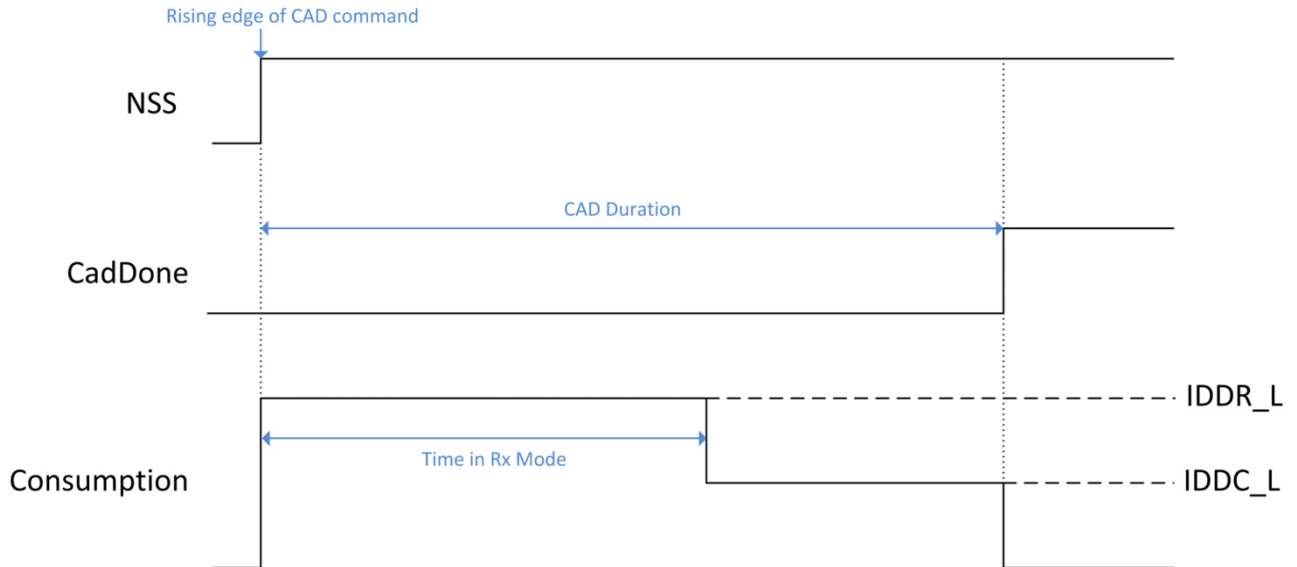 Rising edge of CAD command
NSS
CAD Duration
CadDone
IDDR_L
Time in Rx Mode
Consumption
IDDC_L